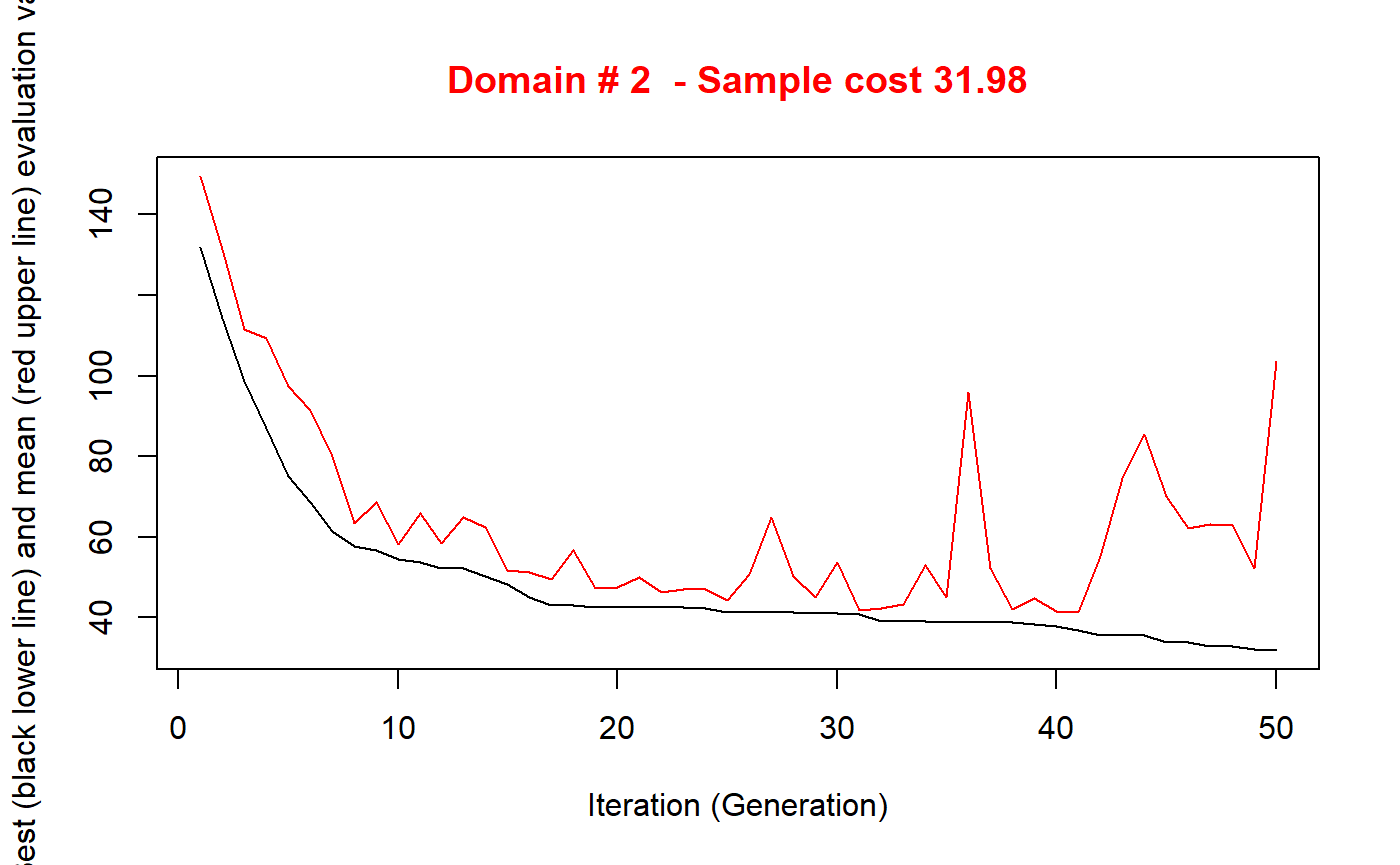 Domain # 2  - Sample cost 31.98
est (black lower line) and mean (red upper line) evaluation va
140
100
80
60
40
0 10 20 30 40 50
Iteration (Generation)